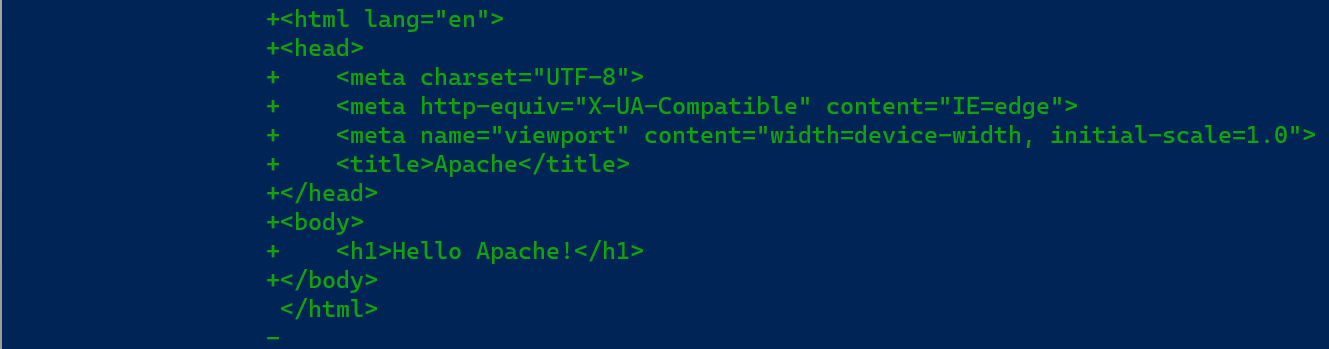 +<html lang="en">
+<head>
+    <meta charset="UTF-8">
+    <meta http-equiv="X-UA-Compatible" content="IE=edge">
+    <meta name="viewport" content="width=device-width, initial-scale=1.0">
+    <title>Apache</title>
+</head>
+<body>
+    <h1>Hello Apache!</h1>
+</body>
 </html>
-